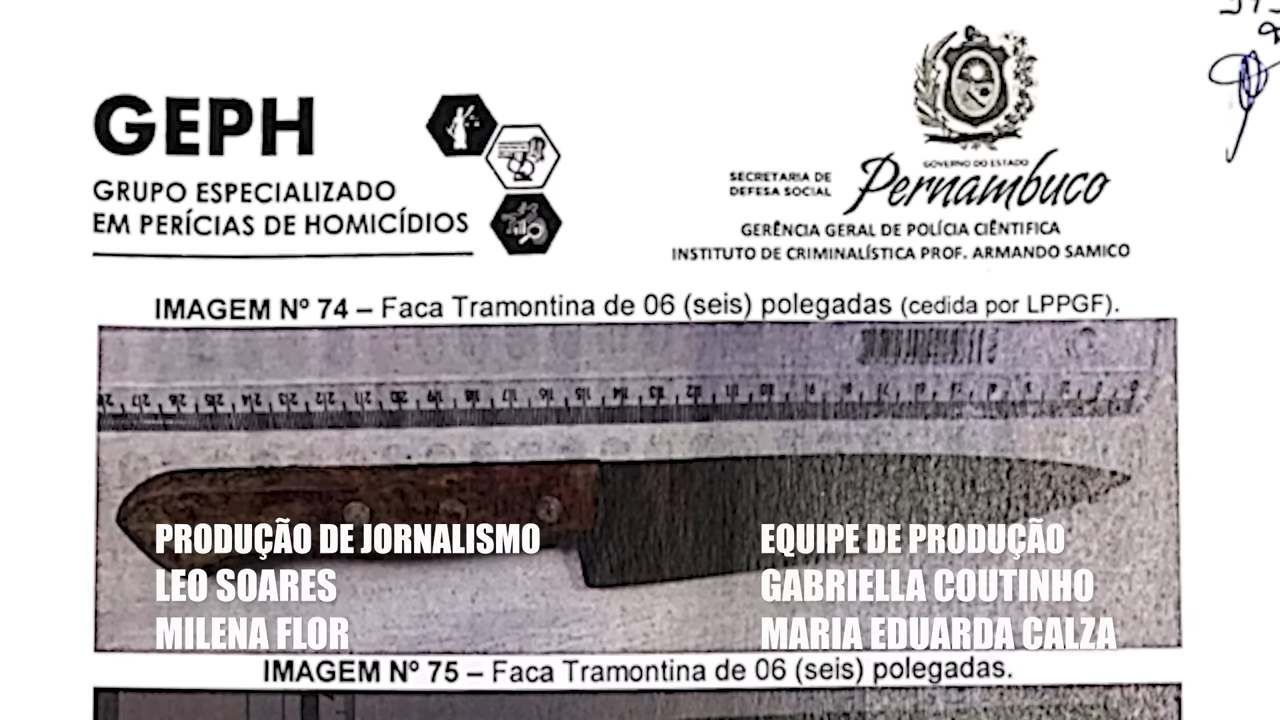 GEPH
GRUPO ESPECIALIZADO
EM PERÍCIAS DE HOMICÍDIOS
GOVERNO DO ESTADO
SECRETARIA DE
DEFESA SOCIAL
Pernambuco
GERÊNCIA GERAL DE POLÍCIA CIÊNTIFICA
INSTITUTO DE CRIMINALÍSTICA PROF. ARMANDO SAMICO
IMAGEM Nº 74 – Faca Tramontina de 06 (seis) polegadas (cedida por LPPGF).
PRODUÇÃO DE JORNALISMO
LEO SOARES
MILENA FLOR
EQUIPE DE PRODUÇÃO
GABRIELLA COUTINHO
MARIA EDUARDA CALZA
IMAGEM Nº 75 – Faca Tramontina de 06 (seis) polegadas.